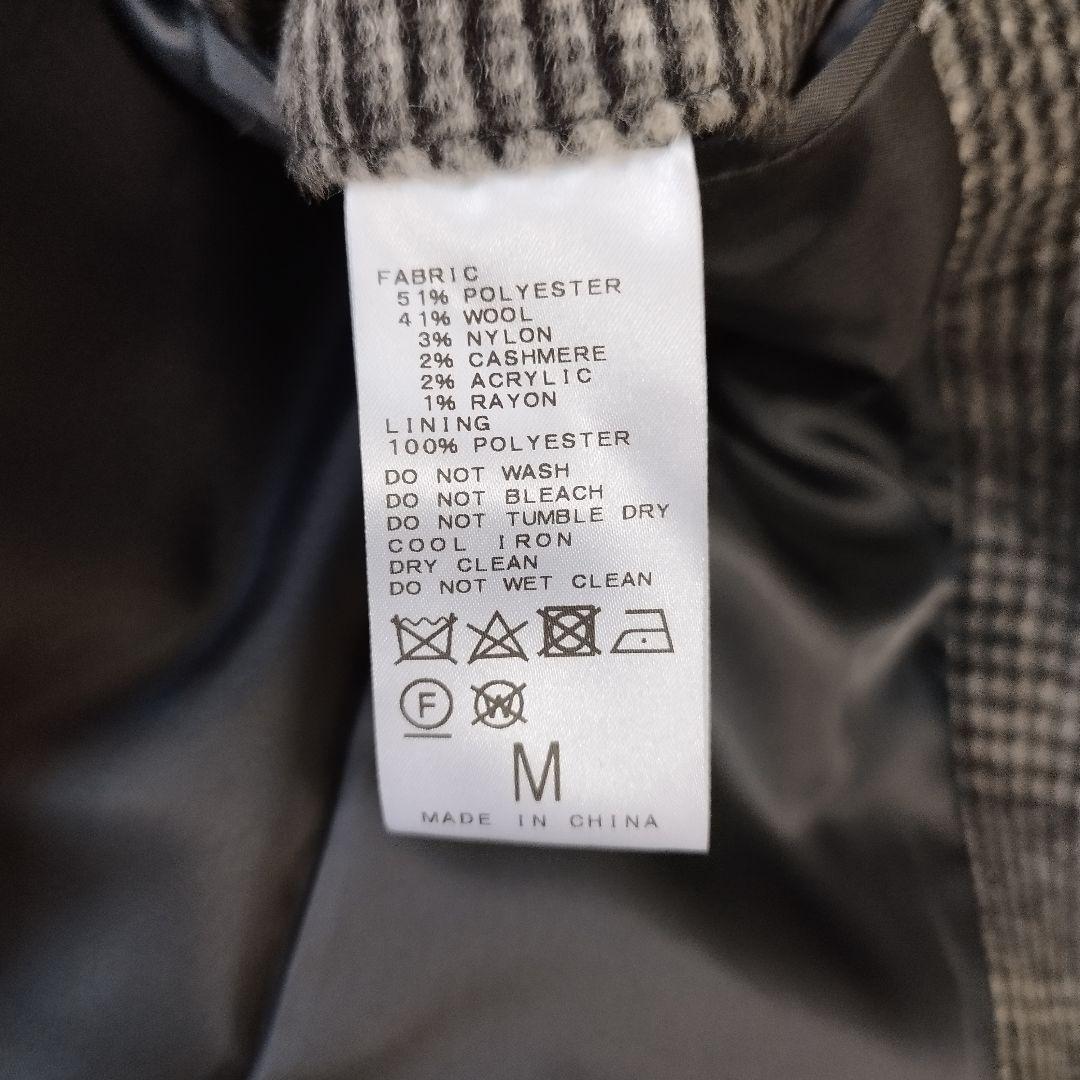 FABRIC
51% POLYESTER
41% WOOL
3% NYLON
2% CASHMERE
2% ACRYLIC
1% RAYON
LINING
100% POLYESTER
DO NOT WASH
DO NOT BLEACH
DO NOT TUMBLE DRY
COOL IRON
DRY CLEAN
DO NOT WET CLEAN
F W
M
MADE IN CHINA